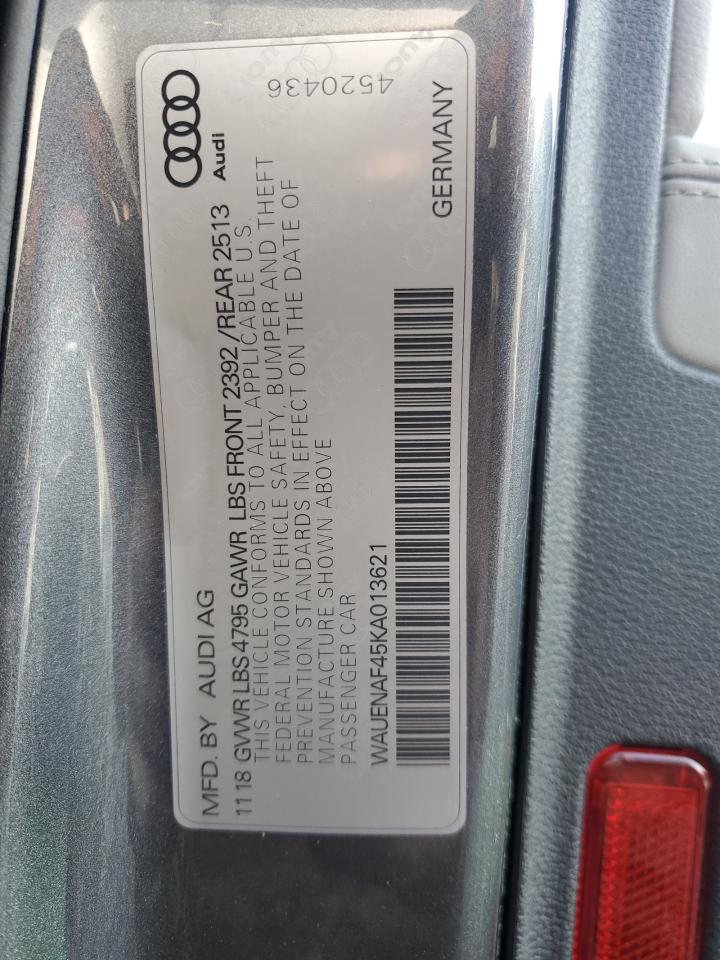 MFD. BY AUDI AG
Audi
11 18 GVWR LBS 4795 GAWR LBS FRONT 2392 /REAR 2513
THIS VEHICLE CONFORMS TO ALL APPLICABLE U.S.
FEDERAL MOTOR VEHICLE SAFETY, BUMPER AND THEFT
PREVENTION STANDARDS IN EFFECT ON THE DATE OF
MANUFACTURE SHOWN ABOVE
PASSENGER CAR
WAUENAF45KA013621
GERMANY
4520436